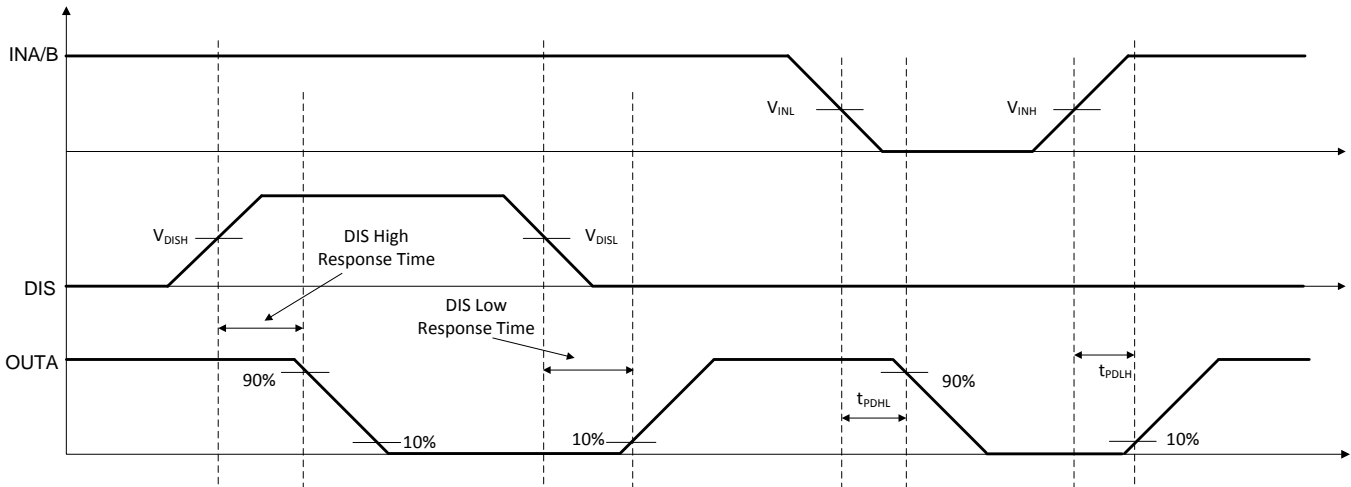 INA/B
V_INL
V_INH
V_DISH
DIS High
Response Time
V_DISL
DIS
DIS Low
Response Time
OUTA
90%
10%
10%
t_PDHL
90%
t_PDLH
10%